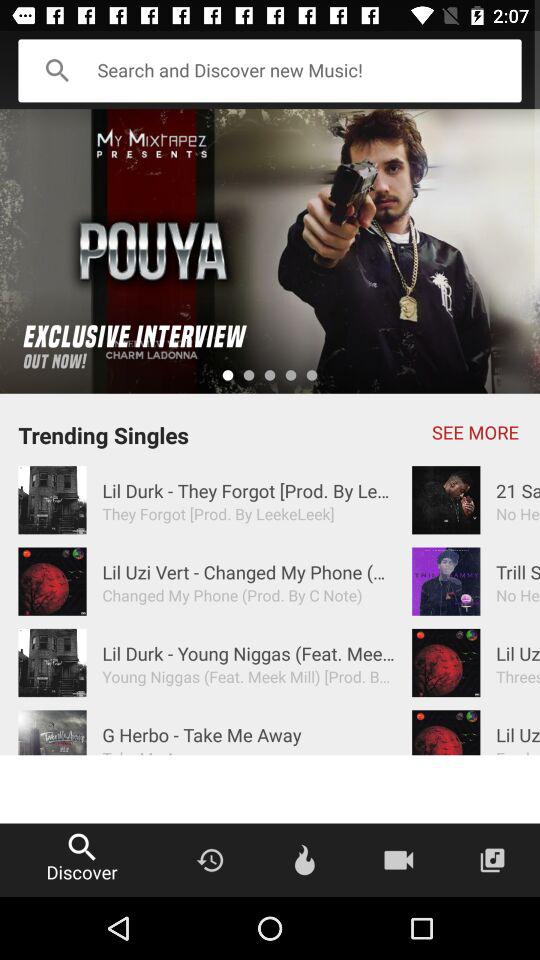 2:07
Search and Discover new Music!
MY MIXTAPEZ
PRESENTS
POUYA
EXCLUSIVE INTERVIEW
OUT NOW!
CHARM LADONNA
Trending Singles
SEE MORE
Lil Durk - They Forgot [Prod. By Le...
They Forgot [Prod. By LeekeLeek]
21 Sa
No He
Lil Uzi Vert - Changed My Phone (...
Changed My Phone (Prod. By C Note)
Trill S
No He
Lil Durk - Young Niggas (Feat. Mee...
Young Niggas (Feat. Meek Mill) [Prod. B...
Lil Uz
Threes
G Herbo - Take Me Away
Lil Uz
Discover